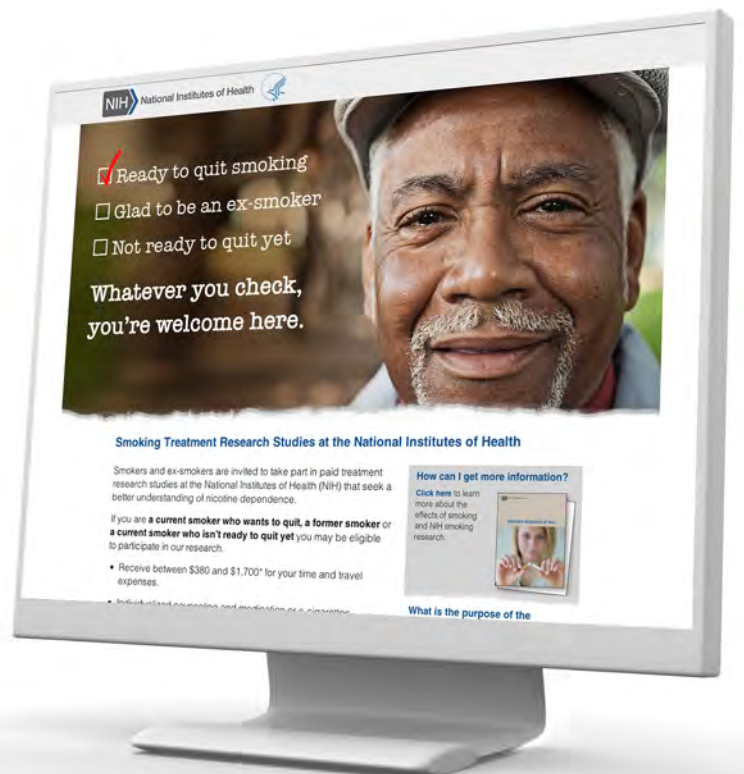 NIH National Institutes of Health
Ready to quit smoking
Glad to be an ex-smoker
Not ready to quit yet
Whatever you check,
you're welcome here.
Smoking Treatment Research Studies at the National Institutes of Health
Smokers and ex-smokers are invited to take part in paid treatment
research studies at the National Institutes of Health (NIH) that seek a
better understanding of nicotine dependence.
If you are a current smoker who wants to quit, a former smoker or
a current smoker who isn't ready to quit yet you may be eligible
to participate in our research.
• Receive between $380 and $1,700* for your time and travel
expenses.
• Individualized counseling and medication or e-cigarettes
How can I get more information?
Click here to learn
more about the
effects of smoking
and NIH smoking
research.
What is the purpose of the